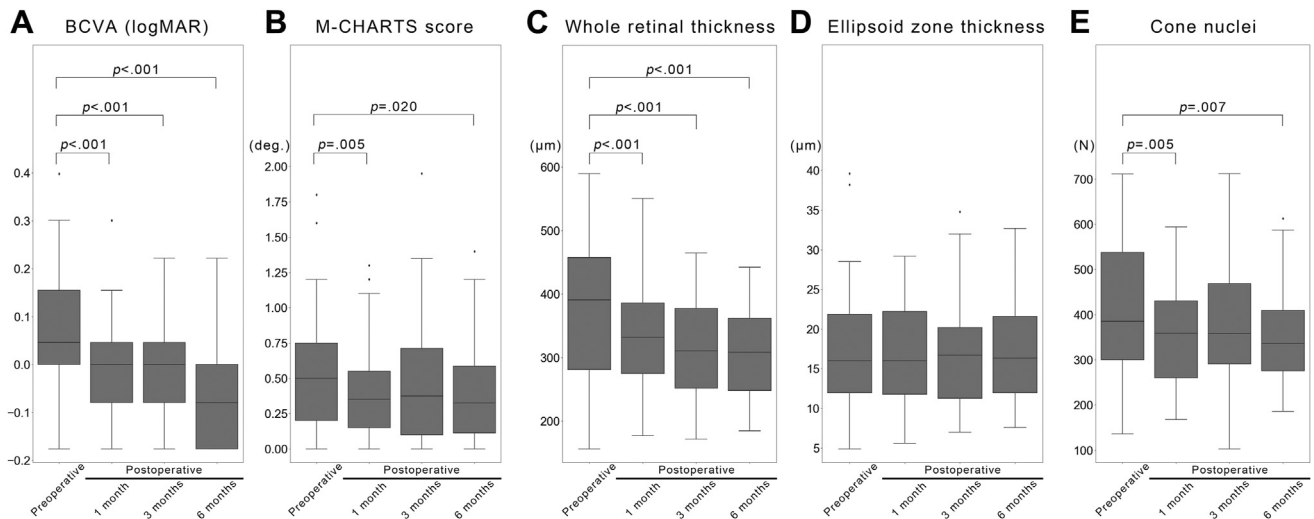 A BCVA (logMAR)
p<.001
p<.001
p<.001
0.4
0.3
0.2
0.1
0.0
−0.1
−0.2
Preoperative
Postoperative
1 month
3 months
6 months
B M-CHARTS score
p=.020
p=.005
(deg.)
2.00
1.75
1.50
1.25
1.00
0.75
0.50
0.25
0.00
Preoperative
Postoperative
1 month
3 months
6 months
C Whole retinal thickness
p<.001
p<.001
p<.001
(μm)
600
500
400
300
200
Preoperative
Postoperative
1 month
3 months
6 months
D Ellipsoid zone thickness
(μm)
40
35
30
25
20
15
10
5
Preoperative
Postoperative
1 month
3 months
6 months
E Cone nuclei
p=.007
p=.005
(N)
700
600
500
400
300
200
100
Preoperative
Postoperative
1 month
3 months
6 months